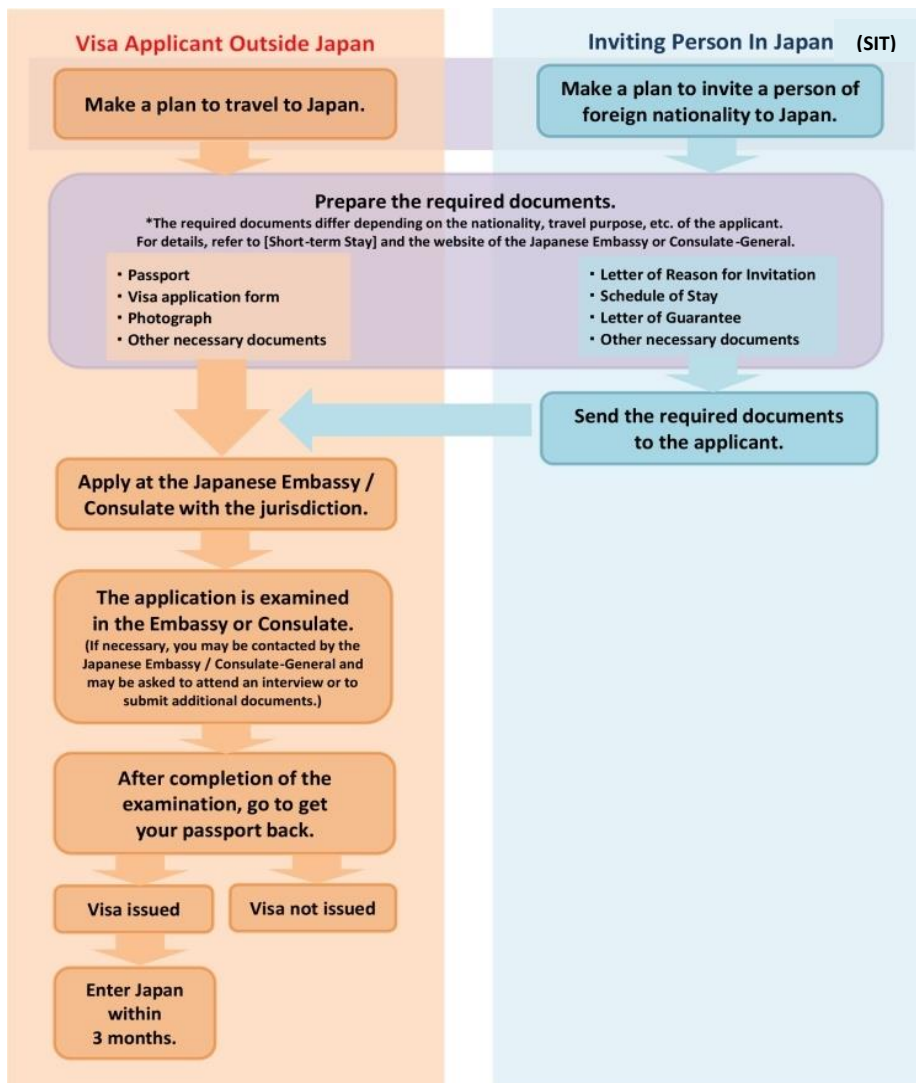 Visa Applicant Outside Japan
Inviting Person In Japan (SIT)
Make a plan to travel to Japan.
Make a plan to invite a person of
foreign nationality to Japan.
Prepare the required documents.
*The required documents differ depending on the nationality, travel purpose, etc. of the applicant.
For details, refer to [Short-term Stay] and the website of the Japanese Embassy or Consulate-General.
・Passport
・Visa application form
・Photograph
・Other necessary documents
・Letter of Reason for Invitation
・Schedule of Stay
・Letter of Guarantee
・Other necessary documents
Send the required documents
to the applicant.
Apply at the Japanese Embassy /
Consulate with the jurisdiction.
The application is examined
in the Embassy or Consulate.
(If necessary, you may be contacted by the
Japanese Embassy / Consulate-General and
may be asked to attend an interview or to
submit additional documents.)
After completion of the
examination, go to get
your passport back.
Visa issued
Visa not issued
Enter Japan
within
3 months.